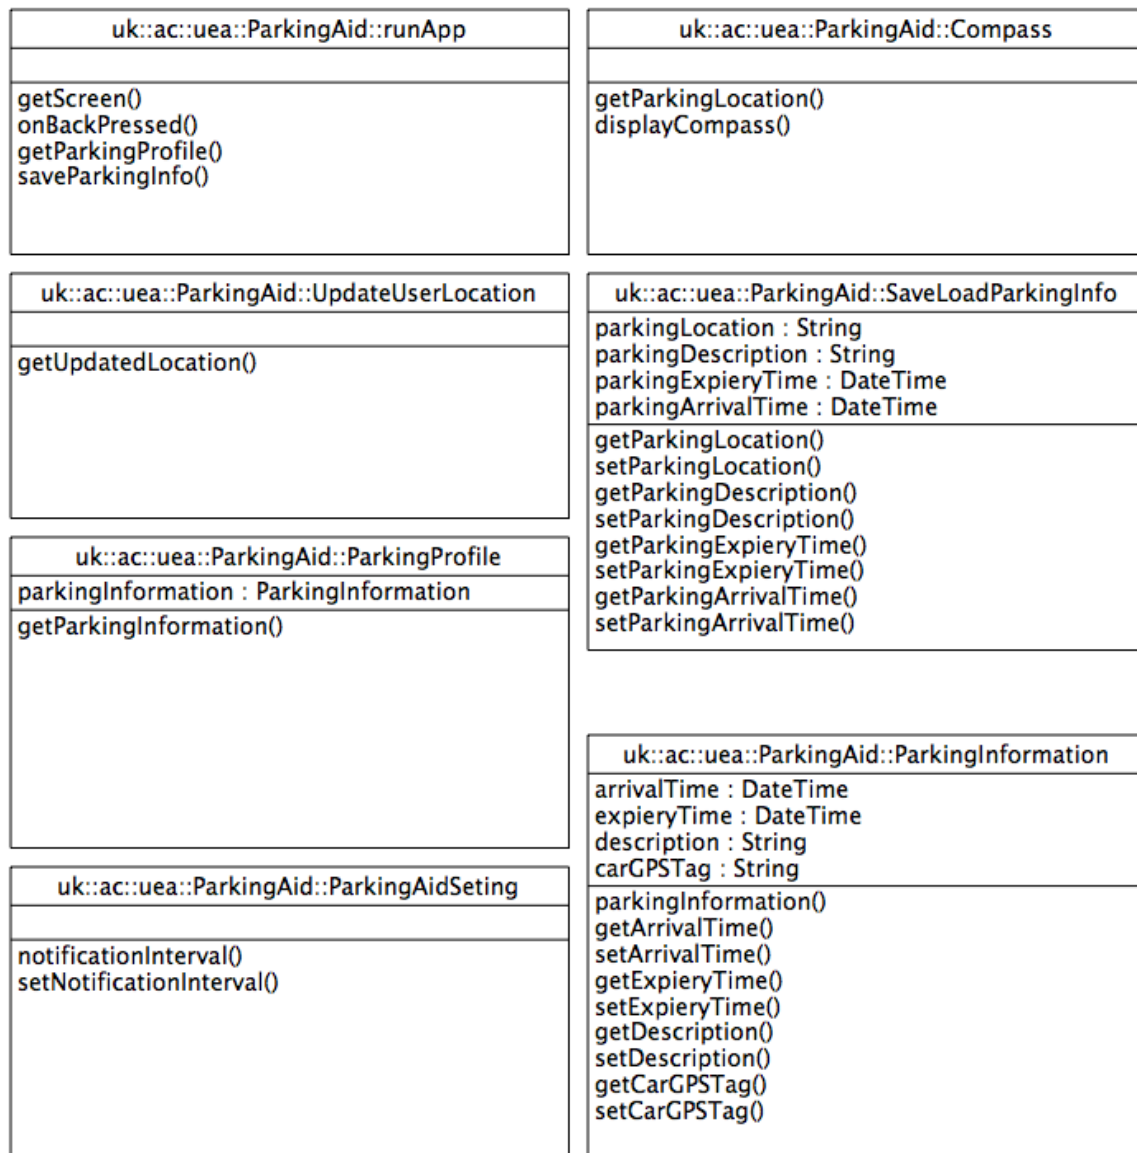 uk::ac::uea::ParkingAid::runApp
getScreen()
onBackPressed()
getParkingProfile()
saveParkingInfo()
uk::ac::uea::ParkingAid::Compass
getParkingLocation()
displayCompass()
uk::ac::uea::ParkingAid::UpdateUserLocation
getUpdatedLocation()
uk::ac::uea::ParkingAid::SaveLoadParkingInfo
parkingLocation : String
parkingDescription : String
parkingExpieryTime : DateTime
parkingArrivalTime : DateTime
getParkingLocation()
setParkingLocation()
getParkingDescription()
setParkingDescription()
getParkingExpieryTime()
setParkingExpieryTime()
getParkingArrivalTime()
setParkingArrivalTime()
uk::ac::uea::ParkingAid::ParkingProfile
parkingInformation : ParkingInformation
getParkingInformation()
uk::ac::uea::ParkingAid::ParkingInformation
arrivalTime : DateTime
expieryTime : DateTime
description : String
carGPSTag : String
parkingInformation()
getArrivalTime()
setArrivalTime()
getExpieryTime()
setExpieryTime()
getDescription()
setDescription()
getCarGPSTag()
setCarGPSTag()
uk::ac::uea::ParkingAid::ParkingAidSeting
notificationInterval()
setNotificationInterval()